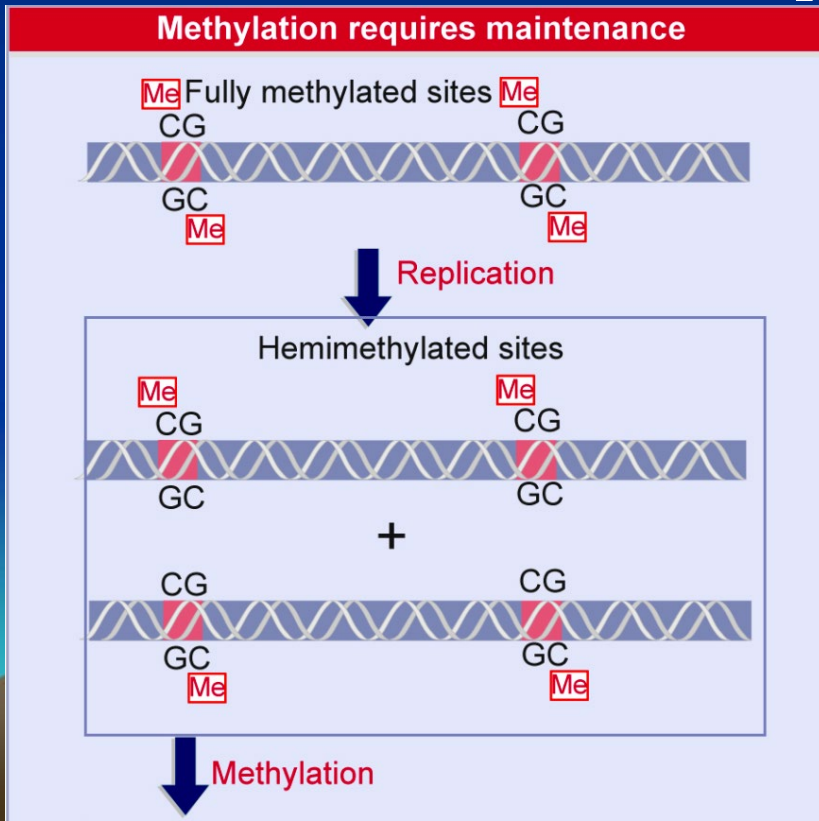 Methylation requires maintenance
Me Fully methylated sites Me
CG CG
GC GC
Me Me
Replication
Hemimethylated sites
Me Me
CG CG
GC GC
+
CG CG
GC GC
Me Me
Methylation